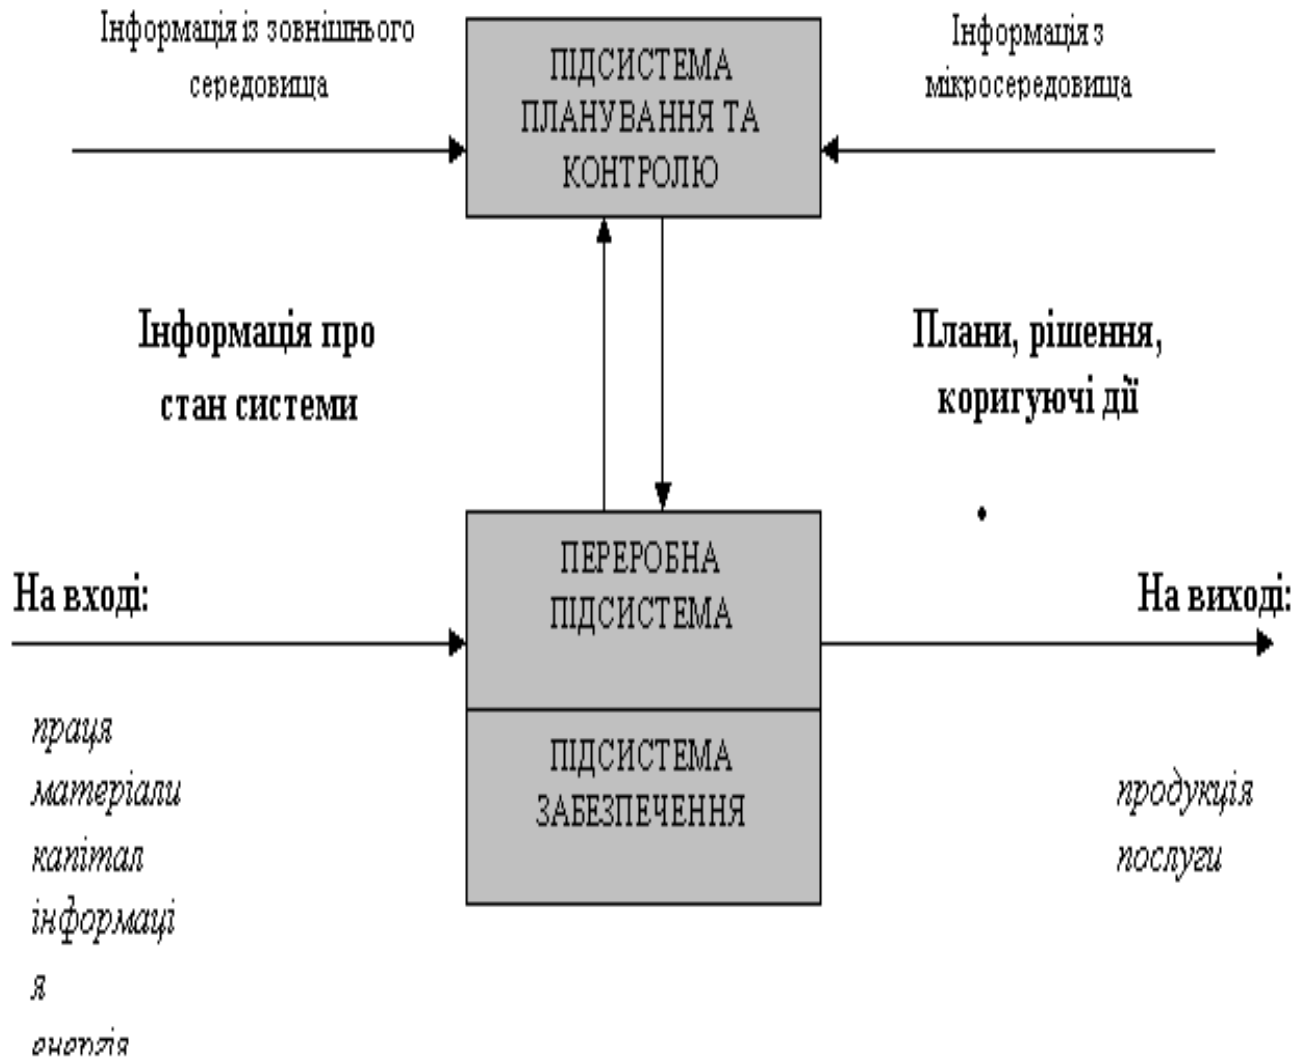 Інформація із зовнішнього
середовища
ПІДСИСТЕМА
ПЛАНУВАННЯ ТА
КОНТРОЛЮ
Інформація з
мікросередовища
Інформація про
стан системи
Плани, рішення,
коригуючі дії
На вході:
ПЕРЕРОБНА
ПІДСИСТЕМА
На виході:
праця
матеріали
капітал
інформаці
я
енергія
ПІДСИСТЕМА
ЗАБЕЗПЕЧЕННЯ
продукція
послуги